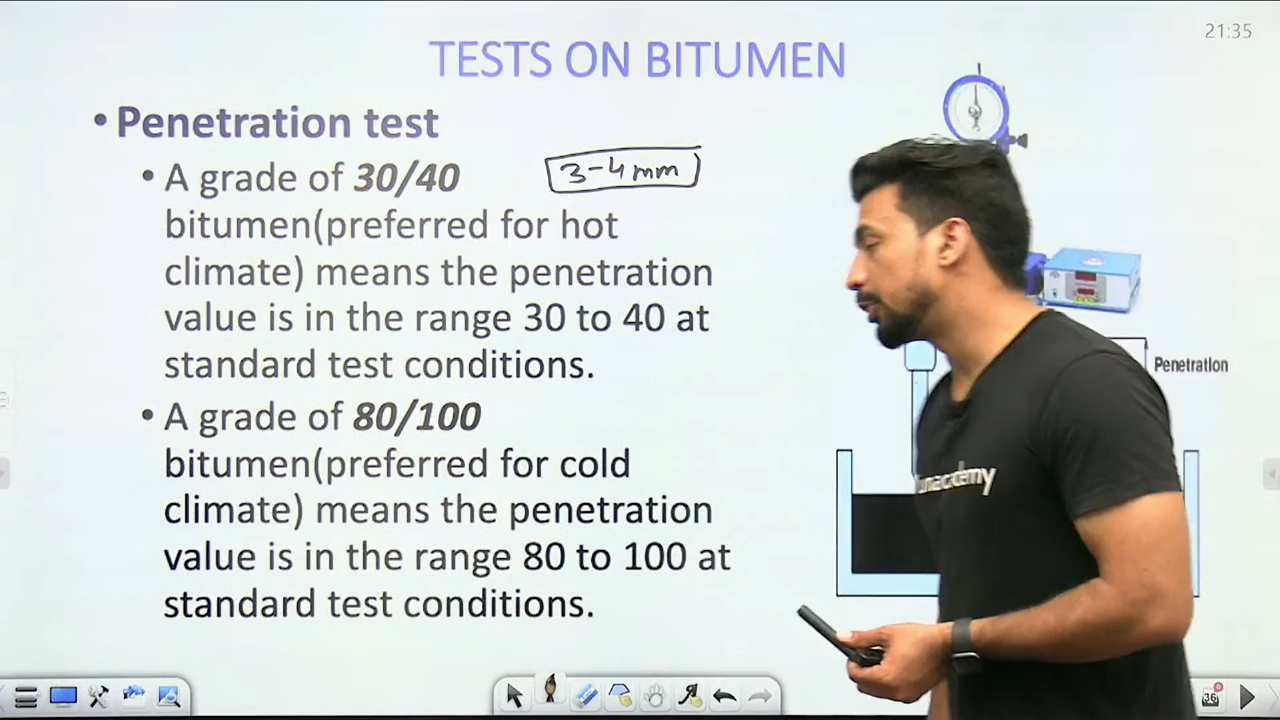 21:35
TESTS ON BITUMEN
• Penetration test
• A grade of 30/40
3-4mm
bitumen(preferred for hot
climate) means the penetration
value is in the range 30 to 40 at
standard test conditions.
• A grade of 80/100
bitumen(preferred for cold
climate) means the penetration
value is in the range 80 to 100 at
standard test conditions.
Penetration
unacademy
36